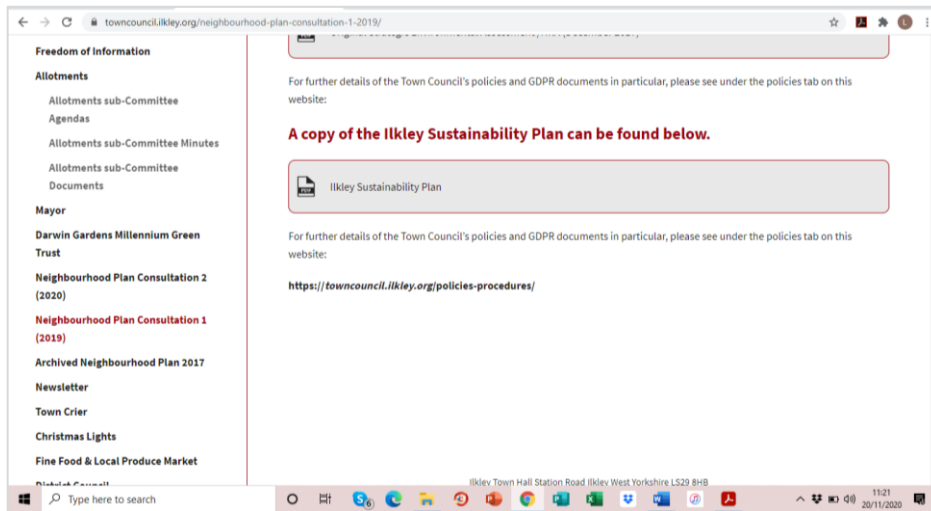 towncouncil.ilkley.org/neighbourhood-plan-consultation-1-2019/
L
Freedom of Information
Allotments
Allotments sub-Committee
Agendas
Allotments sub-Committee Minutes
Allotments sub-Committee
Documents
Mayor
Darwin Gardens Millennium Green
Trust
Neighbourhood Plan Consultation 2
(2020)
Neighbourhood Plan Consultation 1
(2019)
Archived Neighbourhood Plan 2017
Newsletter
Town Crier
Christmas Lights
Fine Food & Local Produce Market
District Council
For further details of the Town Council's policies and GDPR documents in particular, please see under the policies tab on this
website:
A copy of the Ilkley Sustainability Plan can be found below.
PDF
Ilkley Sustainability Plan
For further details of the Town Council's policies and GDPR documents in particular, please see under the policies tab on this
website:
https://towncouncil.ilkley.org/policies-procedures/
Ilkley Town Hall Station Road Ilkley West Yorkshire LS29 8HB
Type here to search
6
11:21
20/11/2020